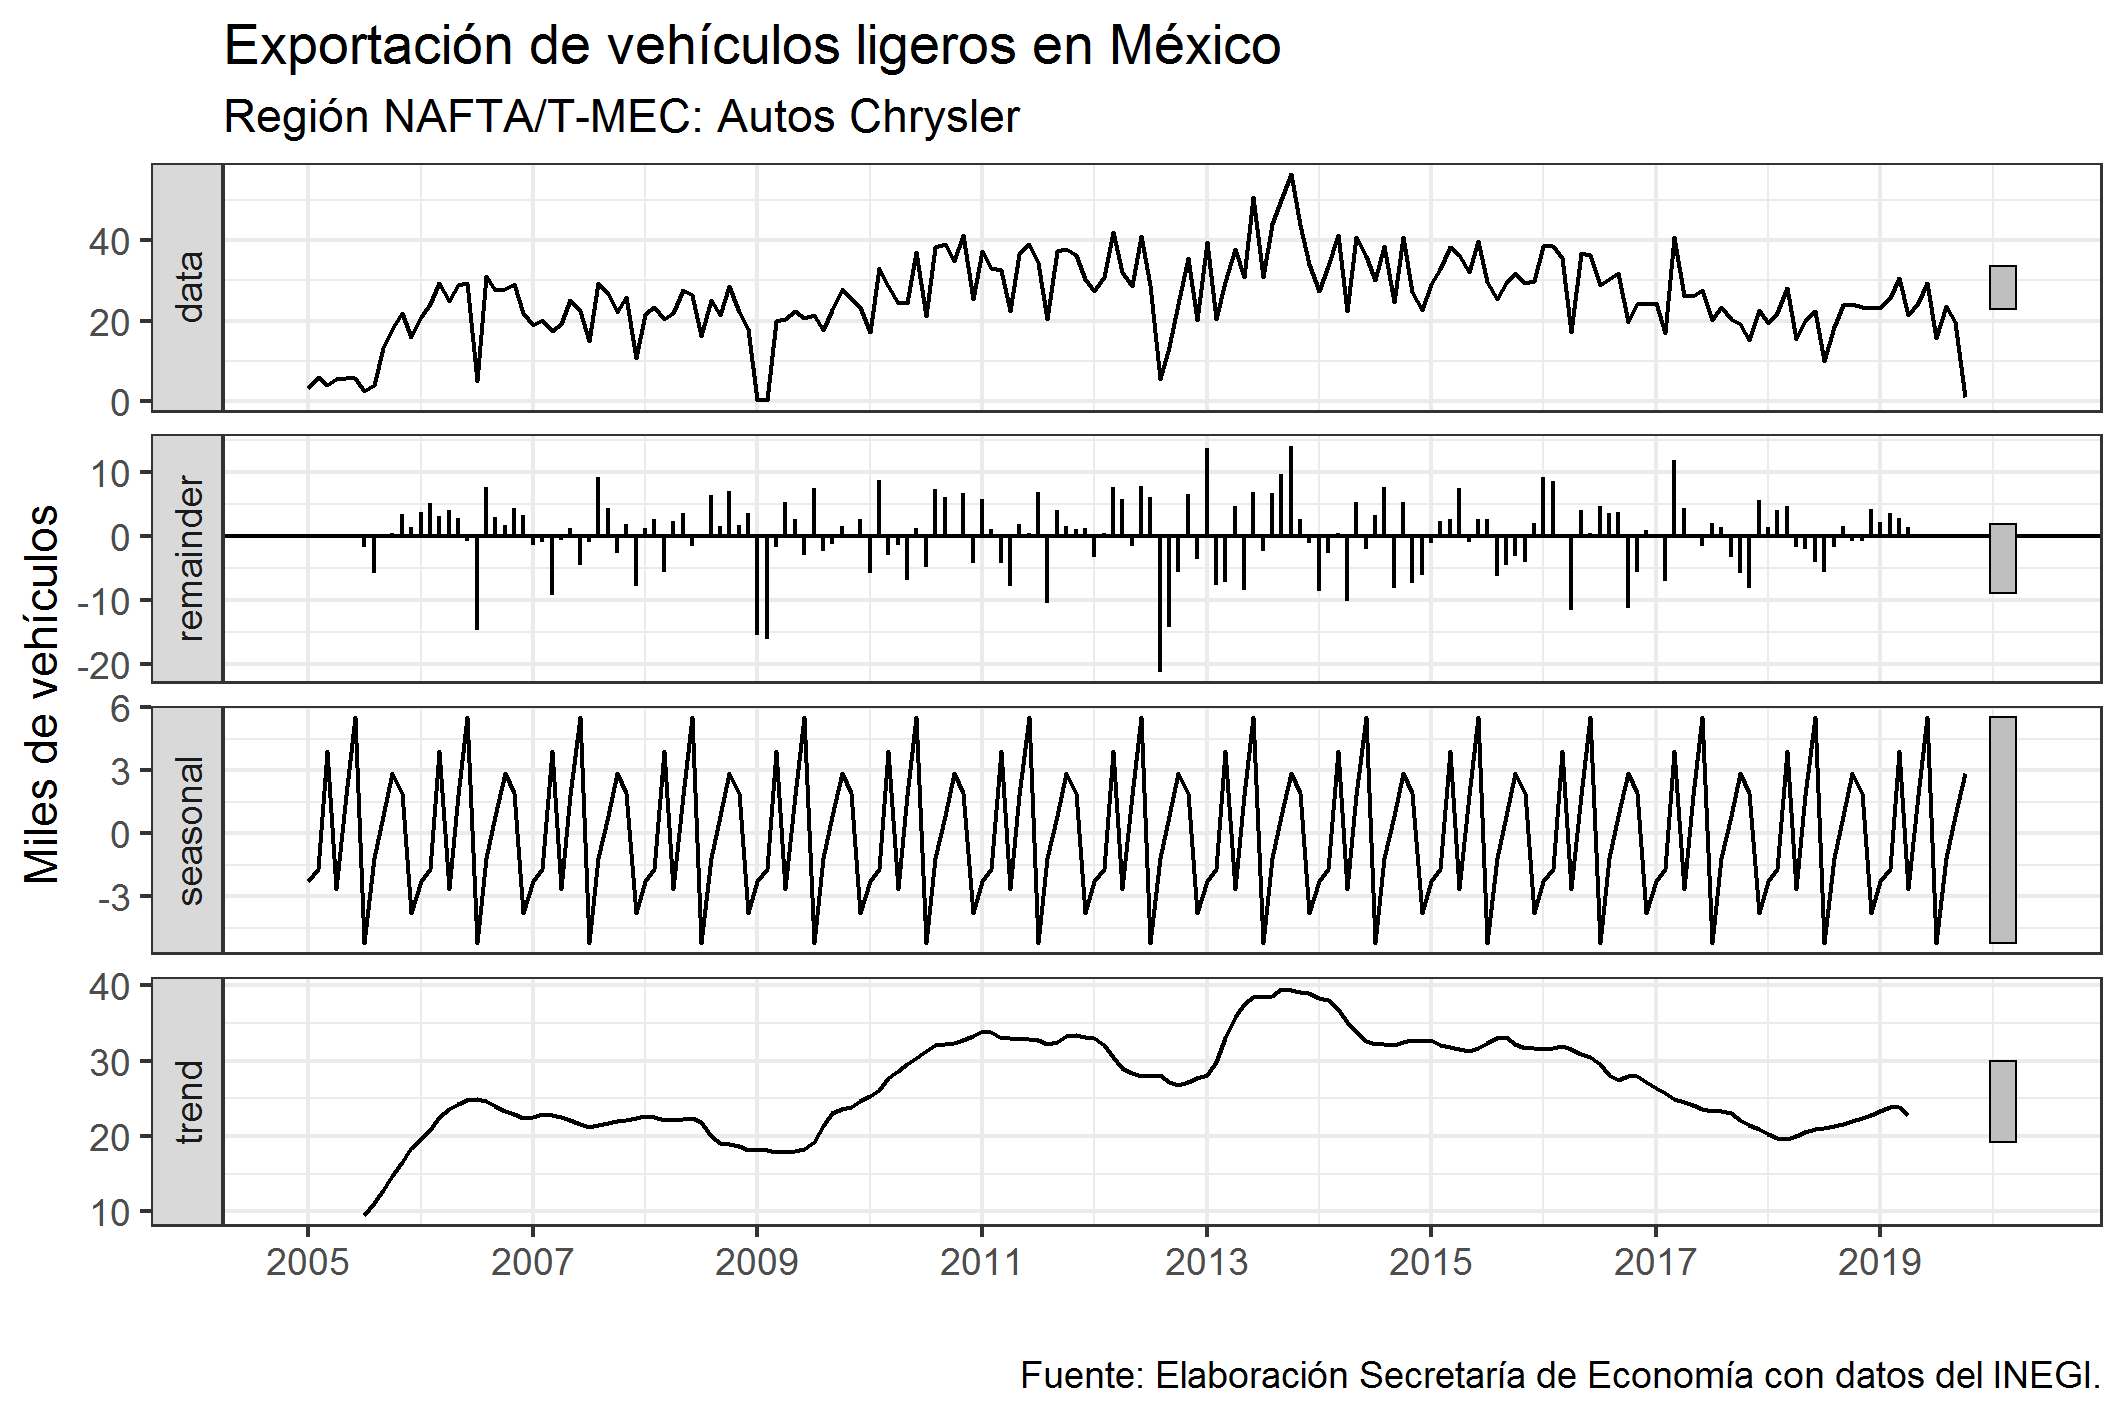 Exportación de vehículos ligeros en México
Región NAFTA/T-MEC: Autos Chrysler
Miles de vehículos
data
40
20
0
remainder
10
0
-10
-20
seasonal
6
3
0
-3
trend
40
30
20
10
2005 2007 2009 2011 2013 2015 2017 2019
Fuente: Elaboración Secretaría de Economía con datos del INEGI.